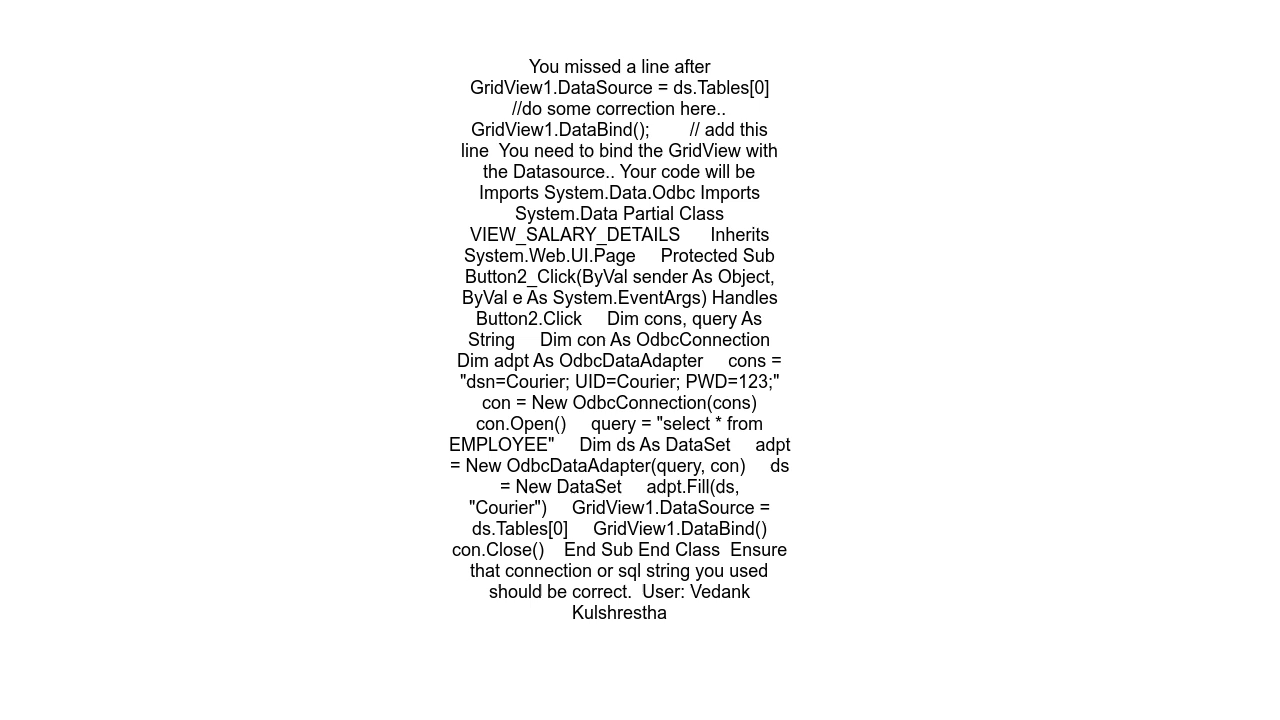 You missed a line after
GridView1.DataSource = ds.Tables[0]
//do some correction here..
GridView1.DataBind();        // add this
line  You need to bind the GridView with
the Datasource.. Your code will be
Imports System.Data.Odbc Imports
System.Data Partial Class
VIEW_SALARY_DETAILS      Inherits
System.Web.UI.Page     Protected Sub
Button2_Click(ByVal sender As Object,
ByVal e As System.EventArgs) Handles
Button2.Click     Dim cons, query As
String     Dim con As OdbcConnection
Dim adpt As OdbcDataAdapter     cons =
"dsn=Courier; UID=Courier; PWD=123;"
con = New OdbcConnection(cons)
con.Open()     query = "select * from
EMPLOYEE"     Dim ds As DataSet     adpt
= New OdbcDataAdapter(query, con)     ds
= New DataSet     adpt.Fill(ds,
"Courier")     GridView1.DataSource =
ds.Tables[0]     GridView1.DataBind()
con.Close()    End Sub End Class  Ensure
that connection or sql string you used
should be correct.  User: Vedank
Kulshrestha